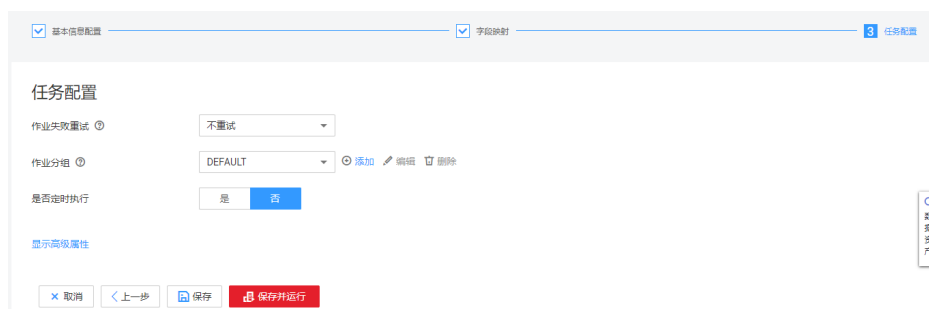 基本信息配置 字段映射 3 任务配置
任务配置
作业失败重试 不重试
作业分组 DEFAULT 添加 编辑 删除
是否定时执行 是 否
显示高级属性
取消 上一步 保存 保存并运行